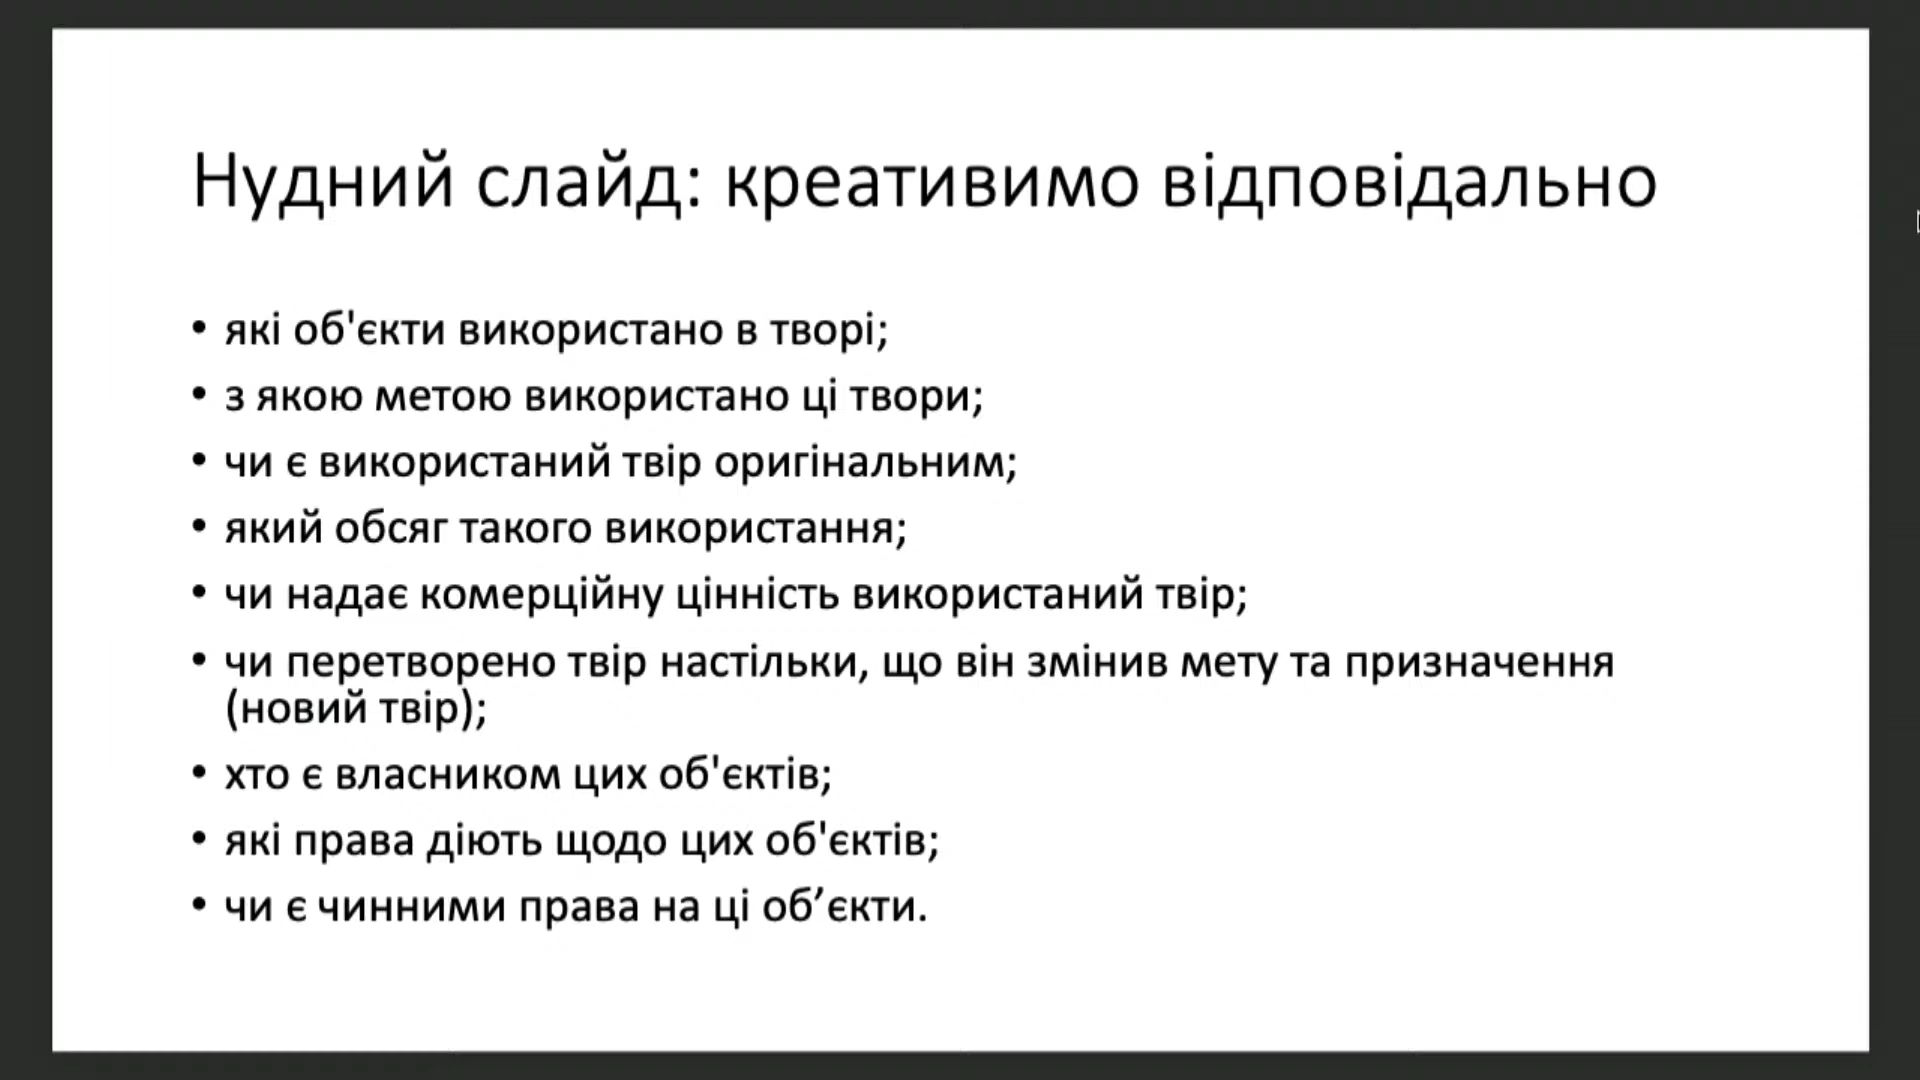 Нудний слайд: креативимо відповідально
• які об'єкти використано в творі;
• з якою метою використано ці твори;
• чи є використаний твір оригінальним;
• який обсяг такого використання;
• чи надає комерційну цінність використаний твір;
• чи перетворено твір настільки, що він змінив мету та призначення
(новий твір);
• хто є власником цих об'єктів;
• які права діють щодо цих об'єктів;
• чи є чинними права на ці об’єкти.